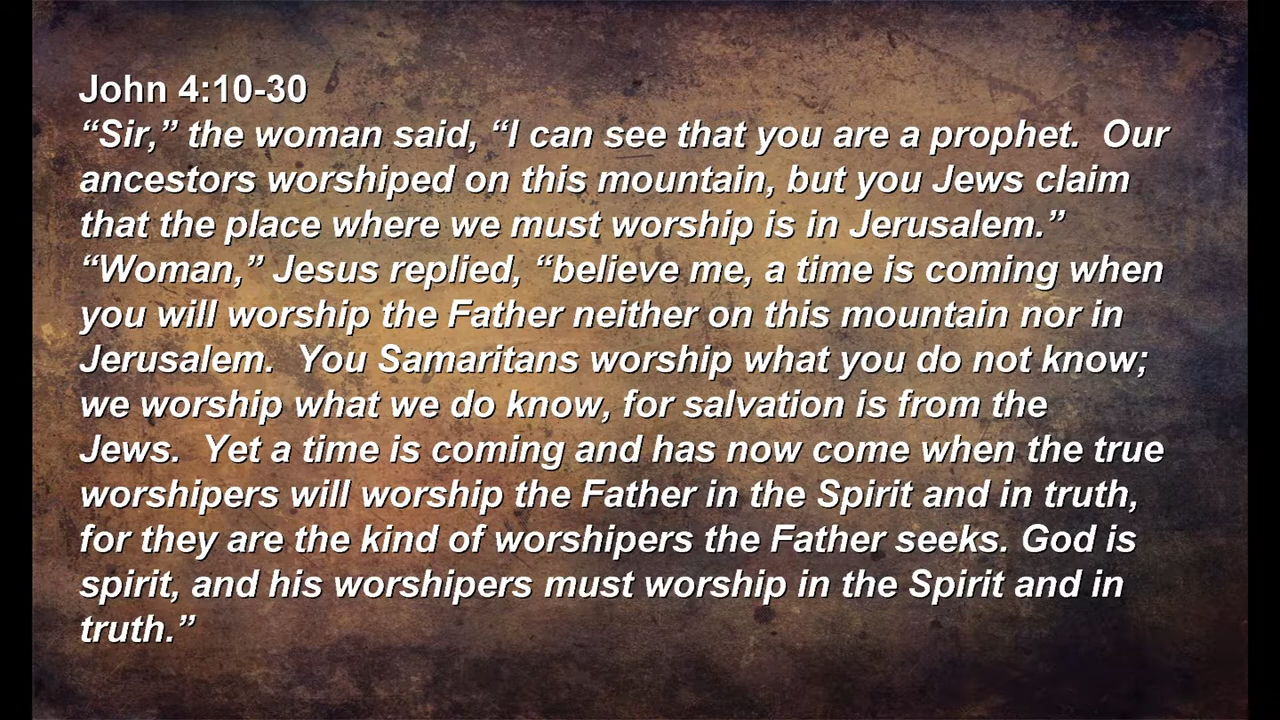 John 4:10-30
“Sir,” the woman said, “I can see that you are a prophet.  Our
ancestors worshiped on this mountain, but you Jews claim
that the place where we must worship is in Jerusalem.”
“Woman,” Jesus replied, “believe me, a time is coming when
you will worship the Father neither on this mountain nor in
Jerusalem.  You Samaritans worship what you do not know;
we worship what we do know, for salvation is from the
Jews.  Yet a time is coming and has now come when the true
worshipers will worship the Father in the Spirit and in truth,
for they are the kind of worshipers the Father seeks. God is
spirit, and his worshipers must worship in the Spirit and in
truth.”